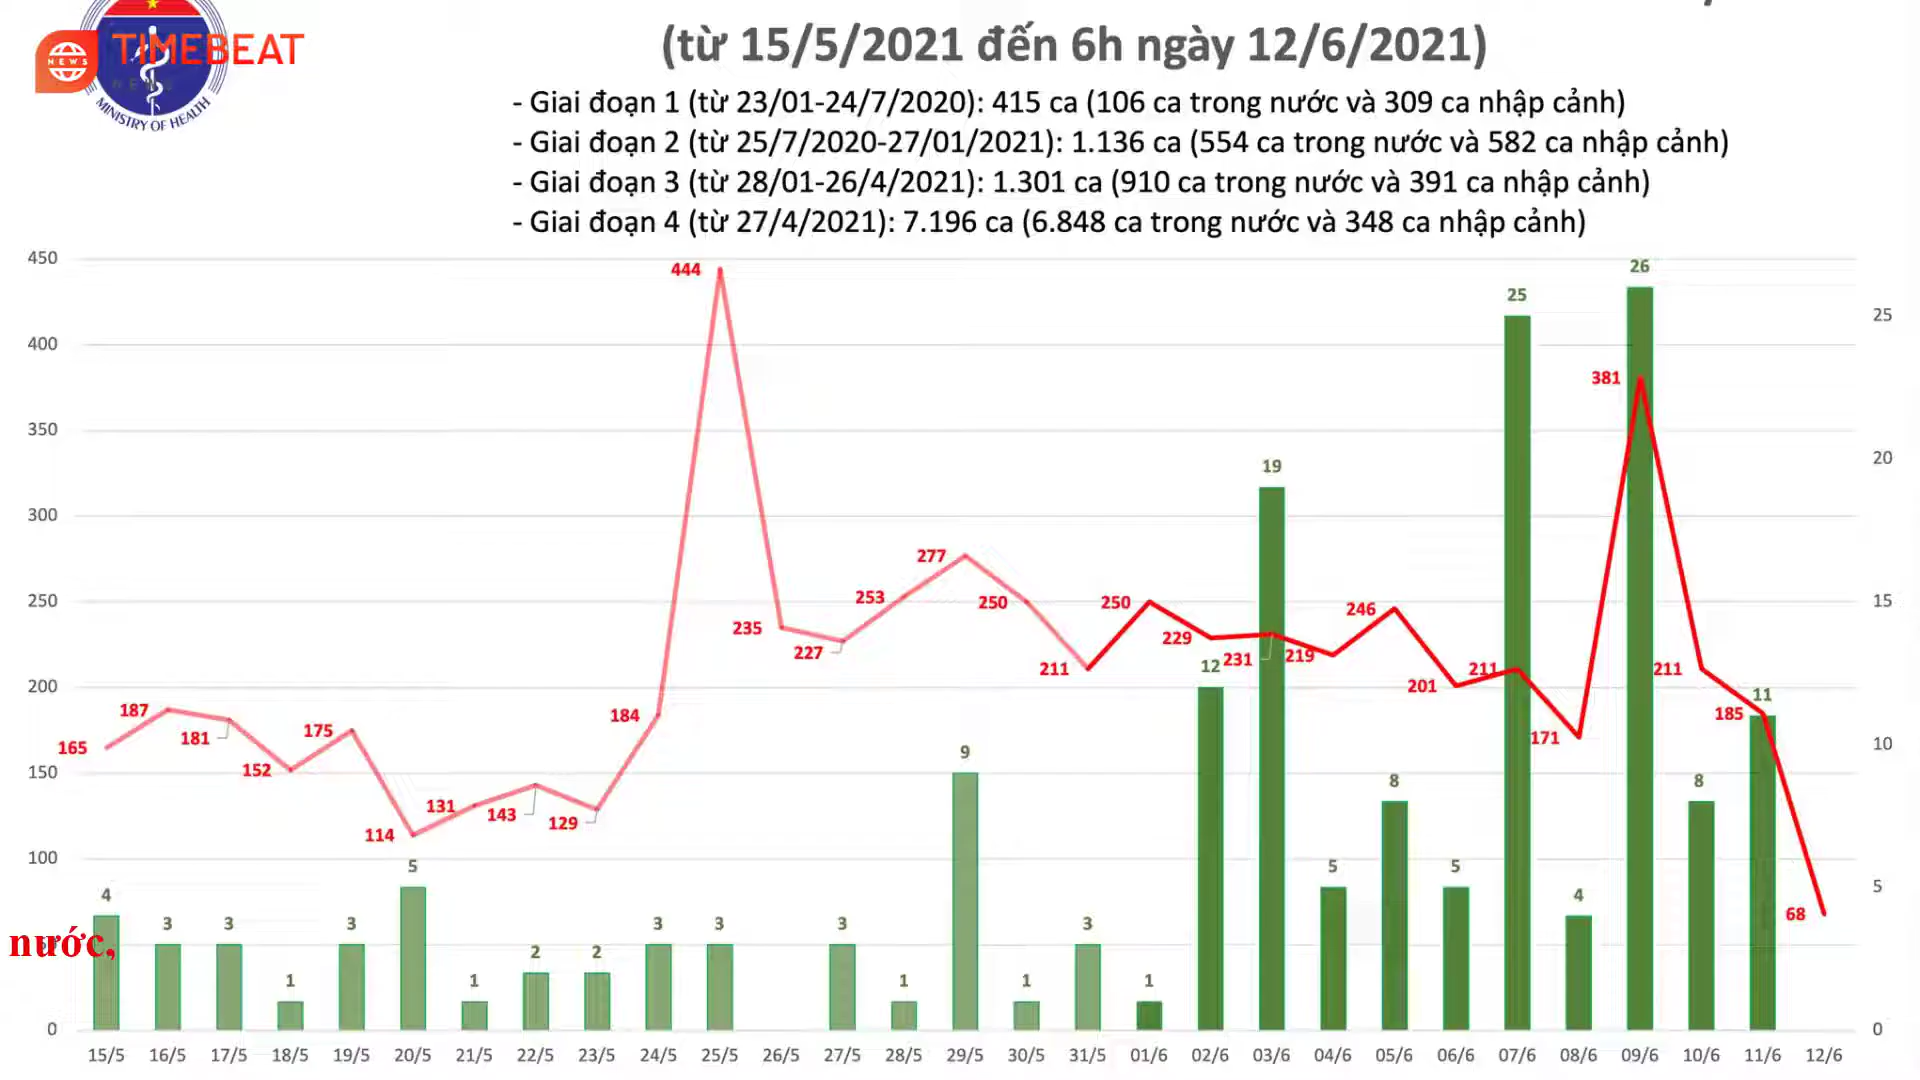 TIMEBEAT
NEWS
NEWS
MINISTRY OF HEALTH
(từ 15/5/2021 đến 6h ngày 12/6/2021)
- Giai đoạn 1 (từ 23/01-24/7/2020): 415 ca (106 ca trong nước và 309 ca nhập cảnh)
- Giai đoạn 2 (từ 25/7/2020-27/01/2021): 1.136 ca (554 ca trong nước và 582 ca nhập cảnh)
- Giai đoạn 3 (từ 28/01-26/4/2021): 1.301 ca (910 ca trong nước và 391 ca nhập cảnh)
- Giai đoạn 4 (từ 27/4/2021): 7.196 ca (6.848 ca trong nước và 348 ca nhập cảnh)
450
400
350
300
250
200
150
100
0
25
20
15
10
5
0
165 187 181 152 175 114 131 143 129 184 444 235 227 253 277 250 211 250 229 231 219 246 201 211 171 381 211 185 68
4 3 3 1 3 5 1 2 2 3 3 3 1 9 1 3 1 12 19 5 8 5 25 4 26 8 11
nước,
15/5 16/5 17/5 18/5 19/5 20/5 21/5 22/5 23/5 24/5 25/5 26/5 27/5 28/5 29/5 30/5 31/5 01/6 02/6 03/6 04/6 05/6 06/6 07/6 08/6 09/6 10/6 11/6 12/6